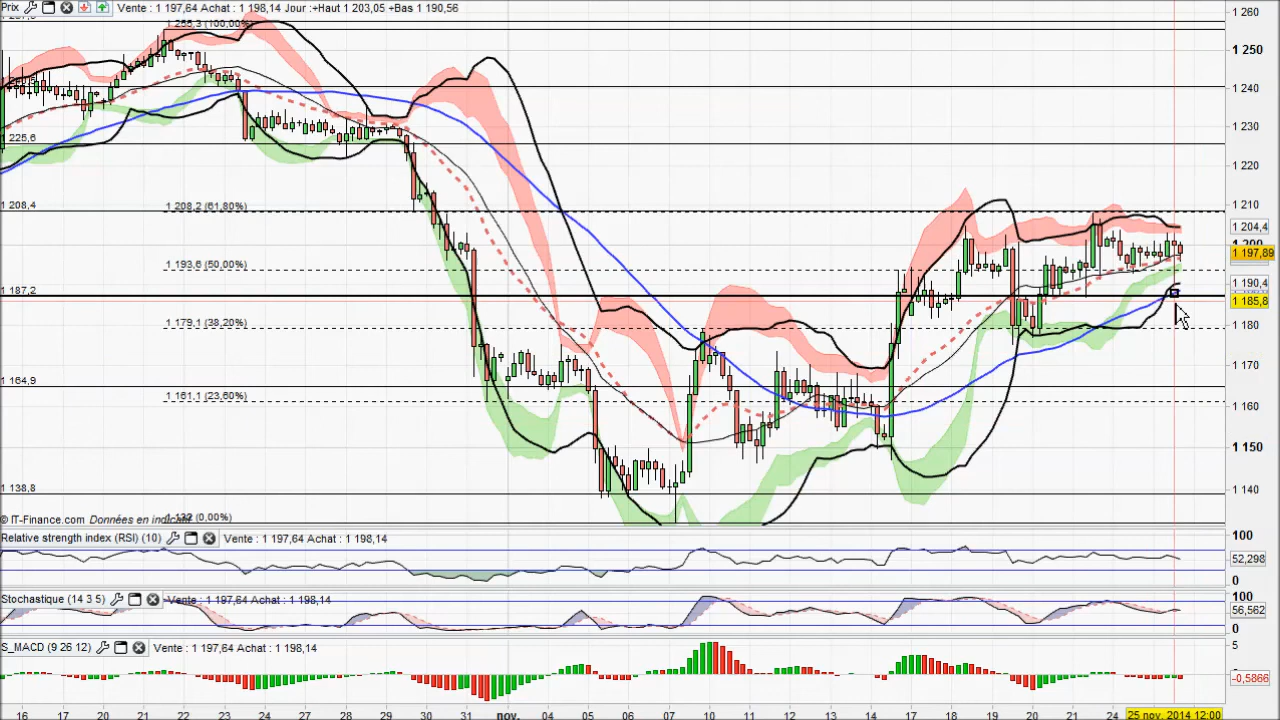 Prix Vente : 1 197,64 Achat : 1 198,14 Jour :+Haut 1 203,05 +Bas 1 190,56
1 255,3 (100,00%)
1 225,6
1 208,4
1 208,2 (61,80%)
1 193,6 (50,00%)
1 187,2
1 179,1 (38,20%)
1 164,9
1 161,1 (23,60%)
1 138,8
1 132 (0,00%)
© IT-Finance.com Données en
1 260
1 250
1 240
1 230
1 220
1 210
1 204,4
1 200
1 197,89
1 190,4
1 185,8
1 180
1 170
1 160
1 150
1 140
Relative strength index (RSI) (10) Vente : 1 197,64 Achat : 1 198,14
100
52,298
0
Stochastique (14 3 5) Vente : 1 197,64 Achat : 1 198,14
100
56,562
0
S_MACD (9 26 12) Vente : 1 197,64 Achat : 1 198,14
5
-0,5866
16 17 20 21 22 23 24 27 28 29 30 31 nov. 04 05 06 07 10 11 12 13 14 17 18 19 20 21 24 25 nov. 2014 12:00